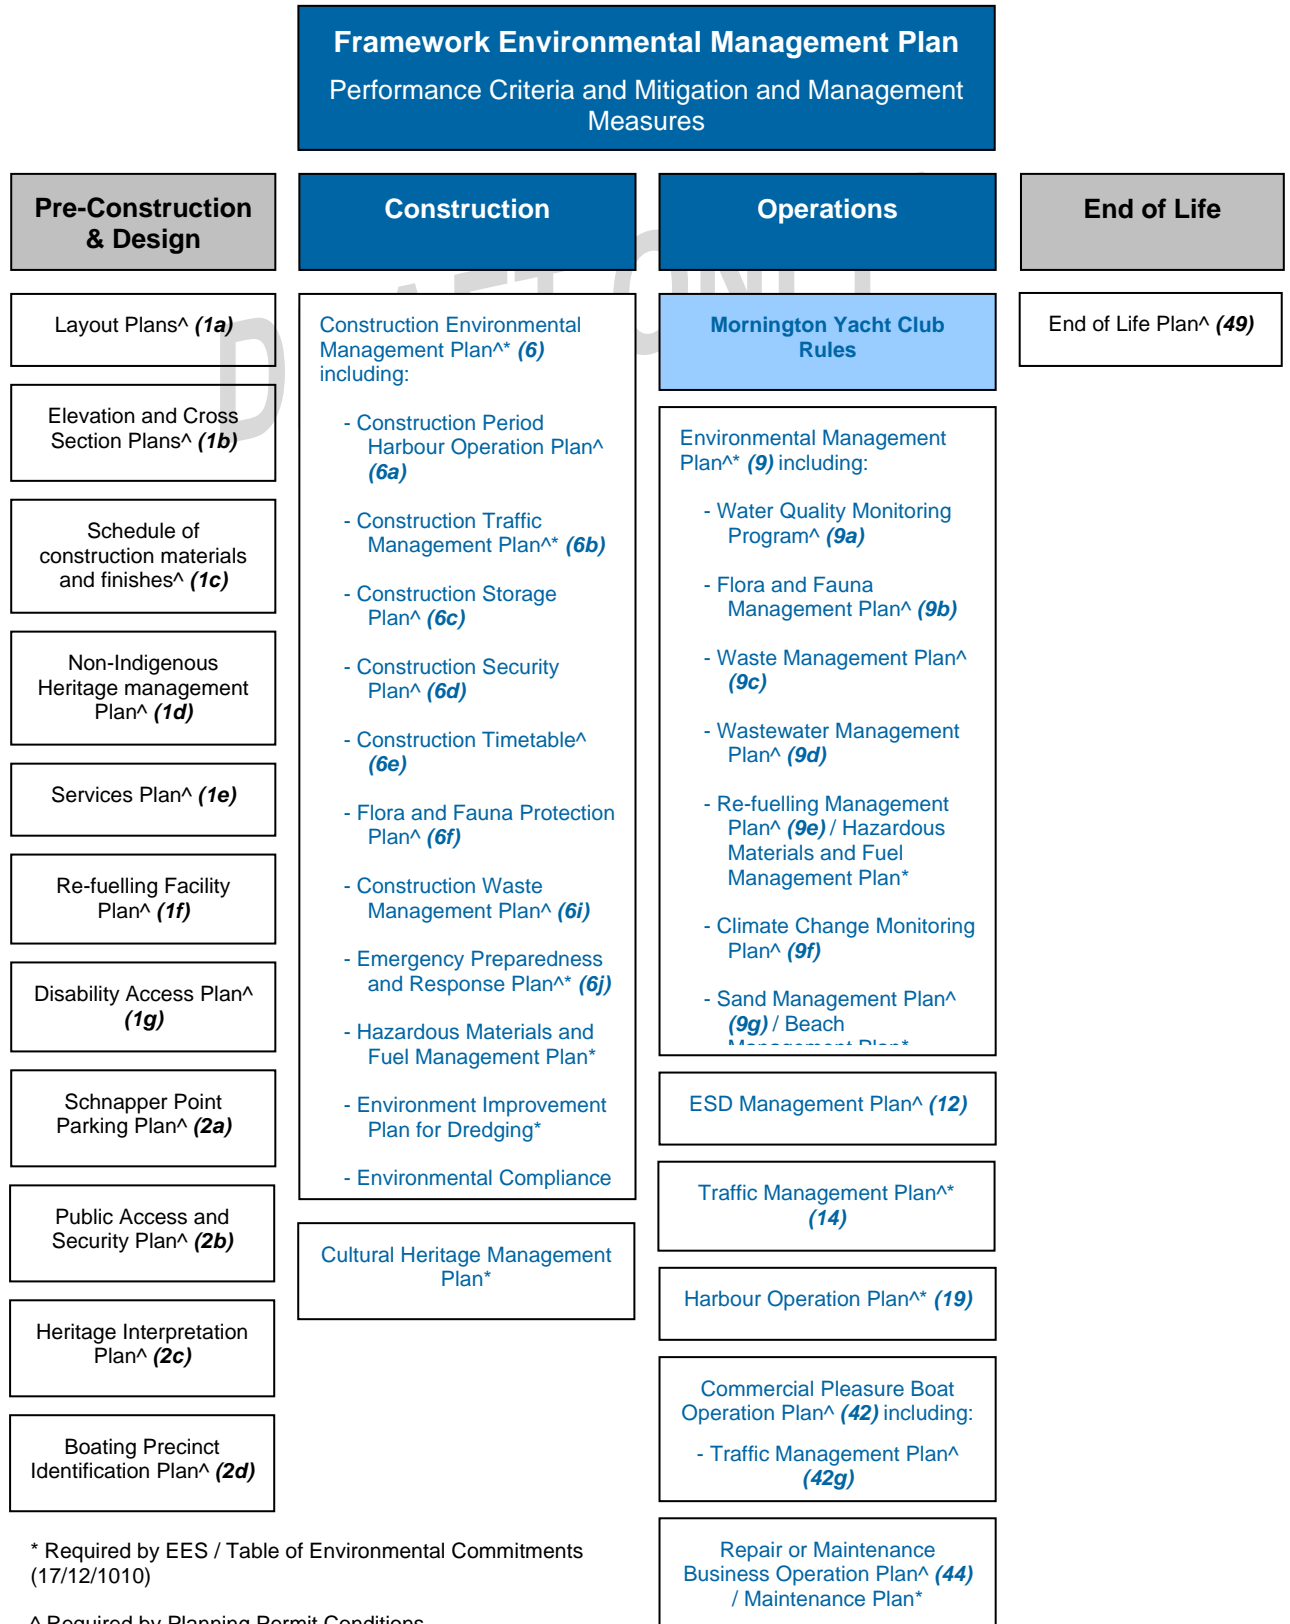 Framework Environmental Management Plan
Performance Criteria and Mitigation and Management
Measures
Pre-Construction
& Design
Layout Plans^ (1a)
Elevation and Cross
Section Plans^ (1b)
Schedule of
construction materials
and finishes^ (1c)
Non-Indigenous
Heritage management
Plan^ (1d)
Services Plan^ (1e)
Re-fuelling Facility
Plan^ (1f)
Disability Access Plan^
(1g)
Schnapper Point
Parking Plan^ (2a)
Public Access and
Security Plan^ (2b)
Heritage Interpretation
Plan^ (2c)
Boating Precinct
Identification Plan^ (2d)
Construction
Construction Environmental
Management Plan^* (6)
including:
- Construction Period
Harbour Operation Plan^
(6a)
- Construction Traffic
Management Plan^* (6b)
- Construction Storage
Plan^ (6c)
- Construction Security
Plan^ (6d)
- Construction Timetable^
(6e)
- Flora and Fauna Protection
Plan^ (6f)
- Construction Waste
Management Plan^ (6i)
- Emergency Preparedness
and Response Plan^* (6j)
- Hazardous Materials and
Fuel Management Plan*
- Environment Improvement
Plan for Dredging*
- Environmental Compliance
Cultural Heritage Management
Plan*
Operations
Mornington Yacht Club
Rules
Environmental Management
Plan^* (9) including:
- Water Quality Monitoring
Program^ (9a)
- Flora and Fauna
Management Plan^ (9b)
- Waste Management Plan^
(9c)
- Wastewater Management
Plan^ (9d)
- Re-fuelling Management
Plan^ (9e) / Hazardous
Materials and Fuel
Management Plan*
- Climate Change Monitoring
Plan^ (9f)
- Sand Management Plan^
(9g) / Beach
Management Plan*
ESD Management Plan^ (12)
Traffic Management Plan^*
(14)
Harbour Operation Plan^* (19)
Commercial Pleasure Boat
Operation Plan^ (42) including:
- Traffic Management Plan^
(42g)
Repair or Maintenance
Business Operation Plan^ (44)
/ Maintenance Plan*
End of Life
End of Life Plan^ (49)
* Required by EES / Table of Environmental Commitments
(17/12/1010)
^ Required by Planning Permit Conditions